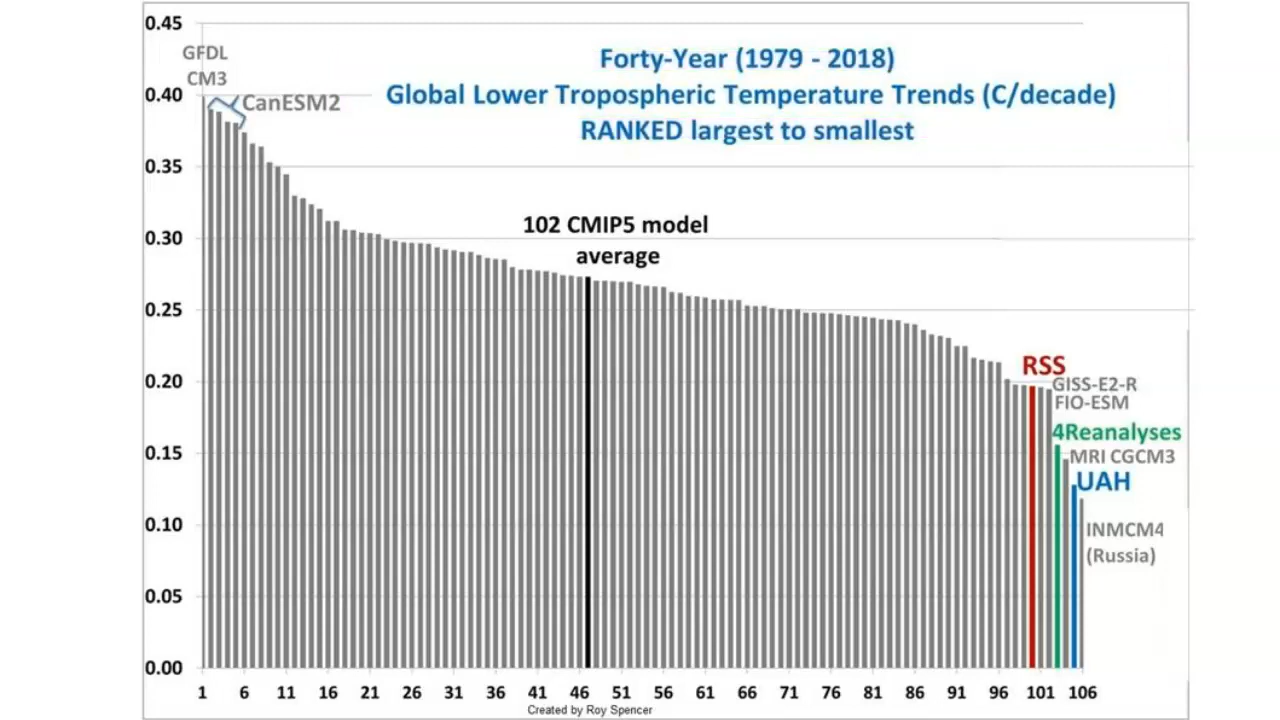 0.45
GFDL
CM3
Forty-Year (1979 - 2018)
0.40
CanESM2
Global Lower Tropospheric Temperature Trends (C/decade)
RANKED largest to smallest
0.35
102 CMIP5 model
average
0.30
0.25
RSS
0.20
GISS-E2-R
FIO-ESM
4Reanalyses
0.15
MRI CGCM3
UAH
0.10
INMCM4
(Russia)
0.05
0.00
1 6 11 16 21 26 31 36 41 46 51 56 61 66 71 76 81 86 91 96 101 106
Created by Roy Spencer